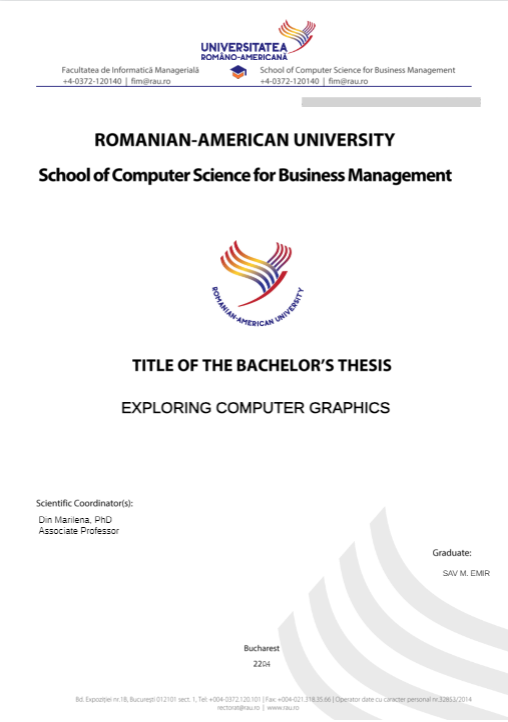 UNIVERSITATEA
ROMÂNO-AMERICANĂ
Facultatea de Informatică Managerială
+4-0372-120140 | fim@rau.ro
School of Computer Science for Business Management
+4-0372-120140 | fim@rau.ro
ROMANIAN-AMERICAN UNIVERSITY
School of Computer Science for Business Management
ROMANIAN-AMERICAN UNIVERSITY
TITLE OF THE BACHELOR'S THESIS
EXPLORING COMPUTER GRAPHICS
Scientific Coordinator(s):
Din Marilena, PhD
Associate Professor
Graduate:
SAV M. EMIR
Bucharest
2204
Bd. Expoziției nr.1B, București 012101 sect. 1, Tel: +004-0372.120.101 | Fax: +004-021.318.35.66 | Operator date cu caracter personal nr.32853/2014
rectorat@rau.ro | www.rau.ro